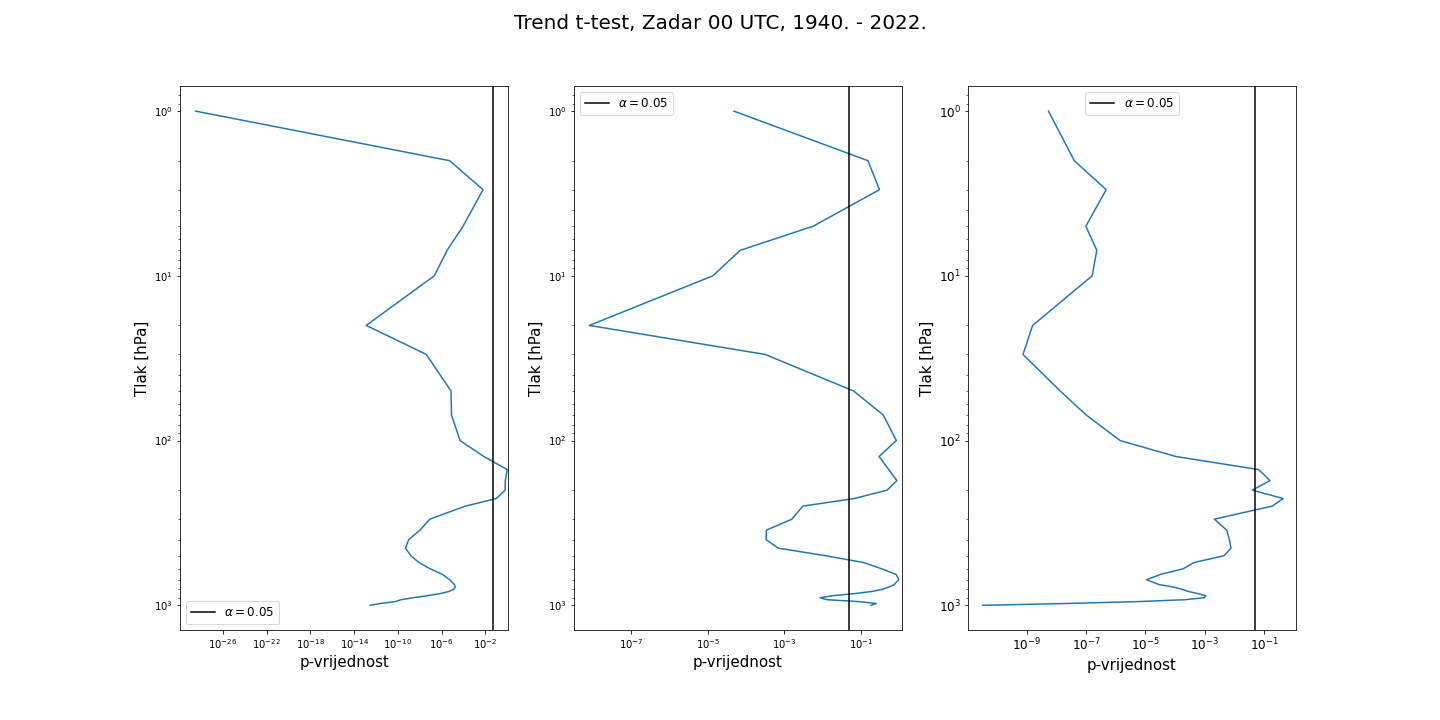 Trend t-test, Zadar 00 UTC, 1940. - 2022.
Tlak [hPa]
10⁰
10¹
10²
10³
α = 0.05
10⁻²⁶ 10⁻²² 10⁻¹⁸ 10⁻¹⁴ 10⁻¹⁰ 10⁻⁶ 10⁻²
p-vrijednost
Tlak [hPa]
α = 0.05
10⁰
10¹
10²
10³
10⁻⁷ 10⁻⁵ 10⁻³ 10⁻¹
p-vrijednost
Tlak [hPa]
α = 0.05
10⁰
10¹
10²
10³
10⁻⁹ 10⁻⁷ 10⁻⁵ 10⁻³ 10⁻¹
p-vrijednost